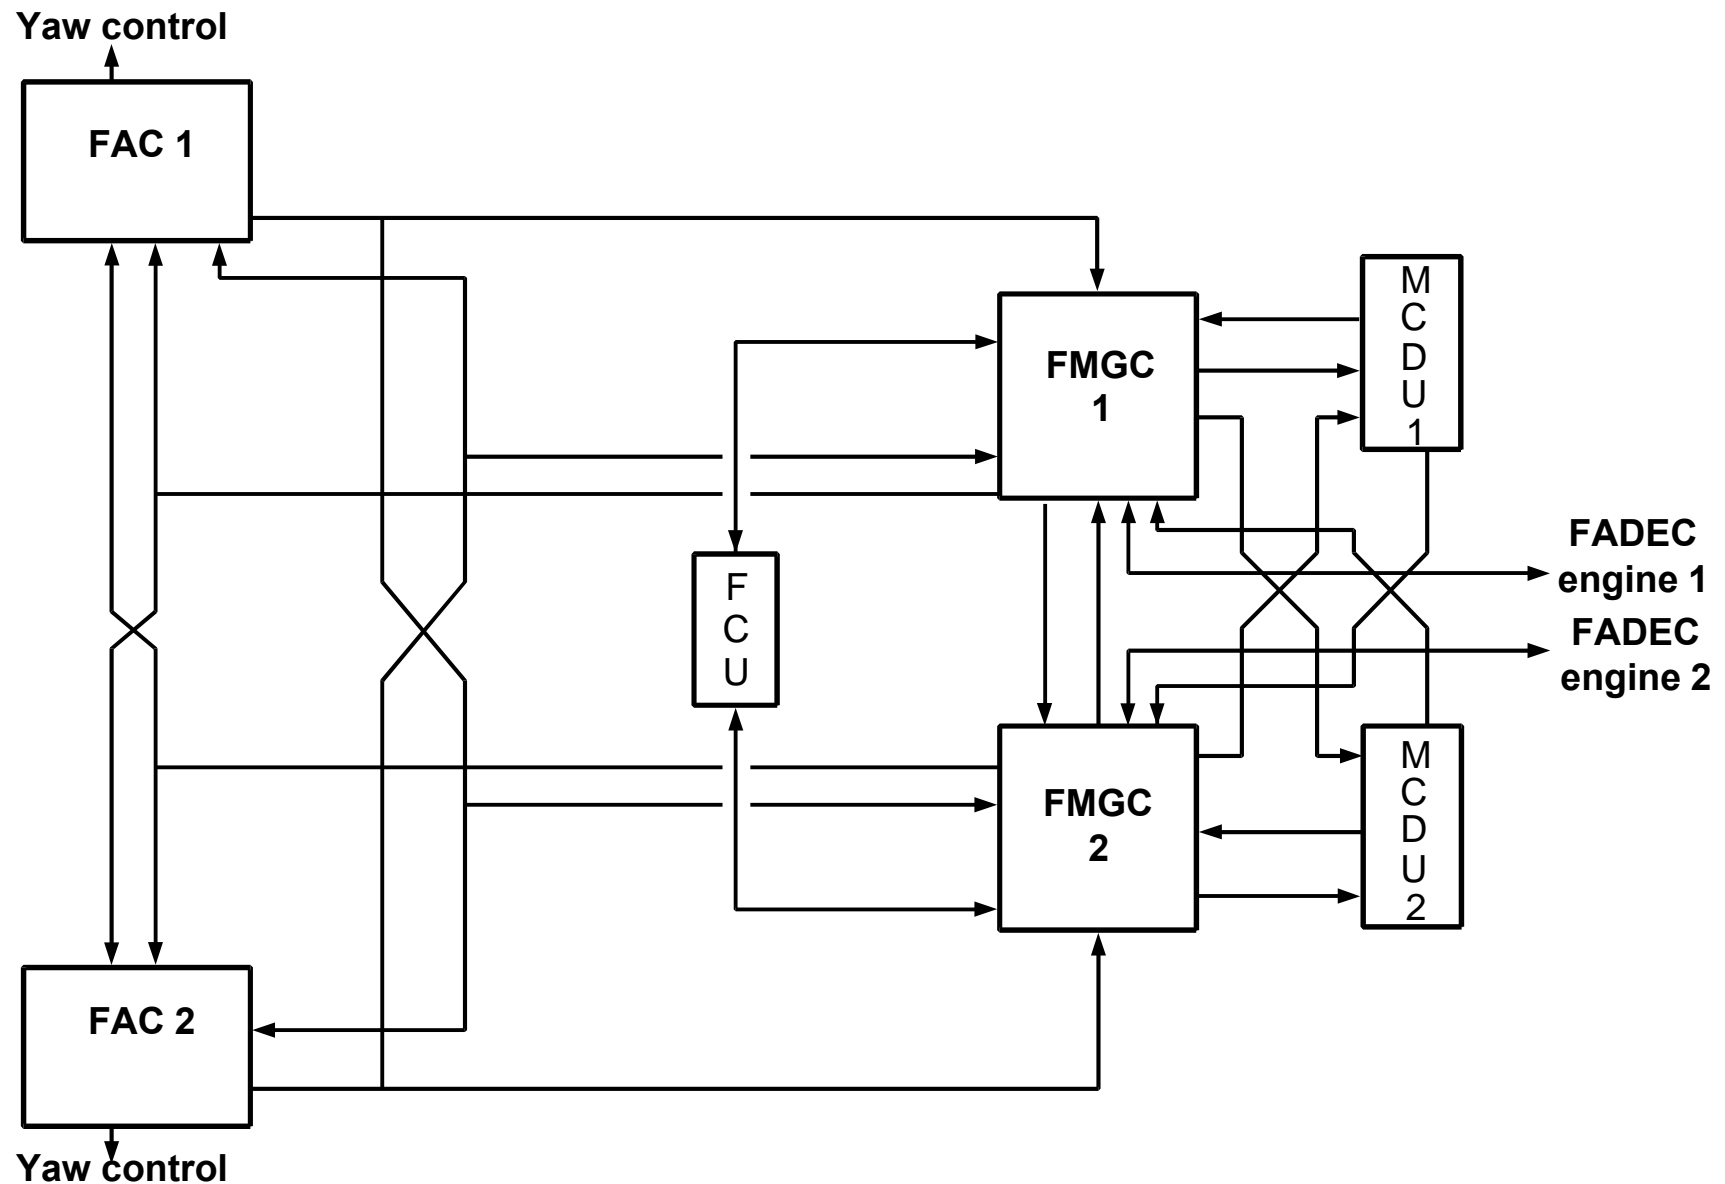 Yaw control
FAC 1
FMGC
1
M
C
D
U
1
FADEC
engine 1
F
C
U
FADEC
engine 2
FMGC
2
M
C
D
U
2
FAC 2
Yaw control